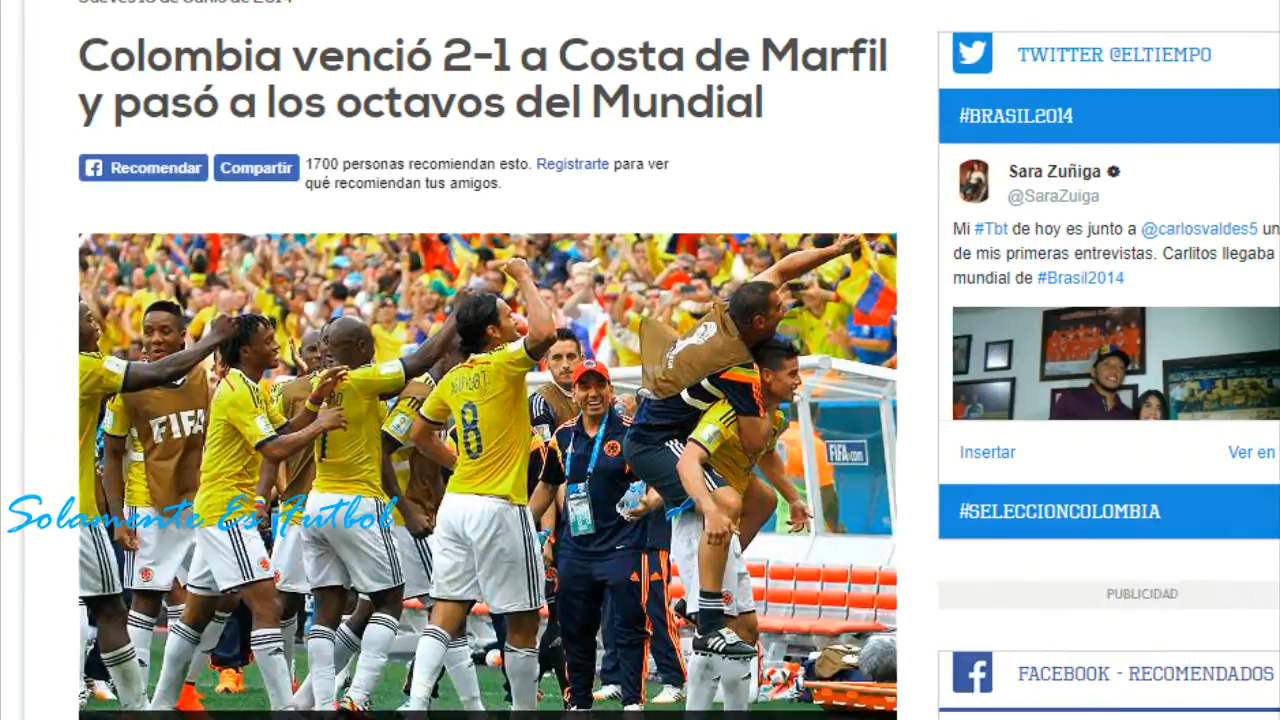 Colombia venció 2-1 a Costa de Marfil
y pasó a los octavos del Mundial
Recomendar Compartir
1700 personas recomiendan esto. Registrarte para ver
qué recomiendan tus amigos.
FIFA
8
FIFA.com
Solamente Es Futbol
TWITTER @ELTIEMPO
#BRASIL2014
Sara Zuñiga
@SaraZuiga
Mi #Tbt de hoy es junto a @carlosvaldes5 un
de mis primeras entrevistas. Carlitos llegaba
mundial de #Brasil2014
Insertar
Ver en
#SELECCIONCOLOMBIA
PUBLICIDAD
FACEBOOK - RECOMENDADOS